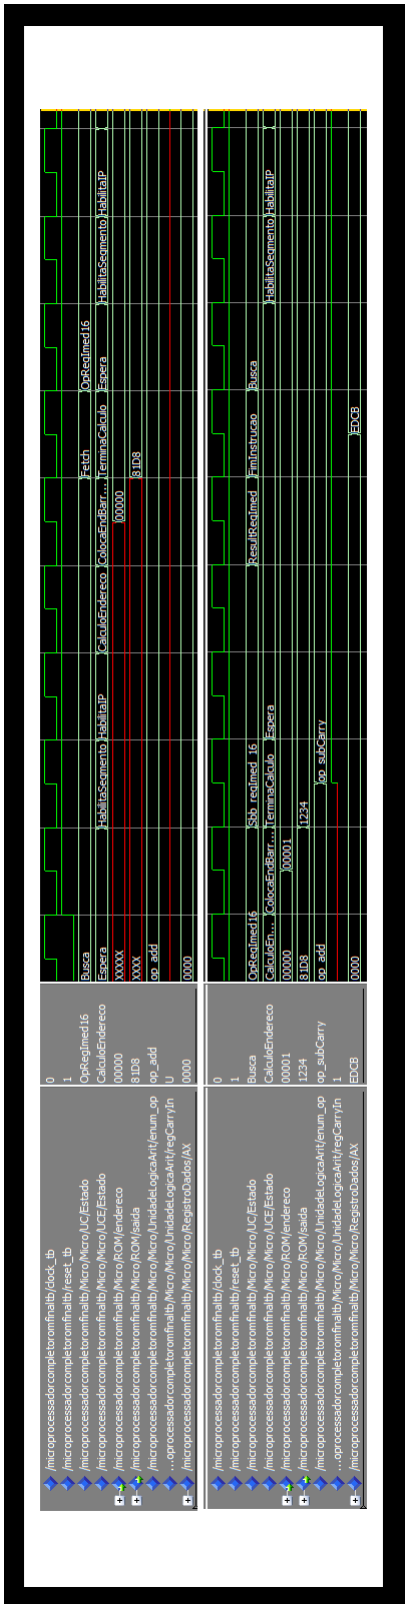 /microprocessadorcompletoromfinaltb/clock_tb 0
/microprocessadorcompletoromfinaltb/reset_tb 1
/microprocessadorcompletoromfinaltb/Micro/Micro/UC/Estado OpRegImed16 Busca Fetch OpRegImed16
/microprocessadorcompletoromfinaltb/Micro/Micro/UCE/Estado CalculoEndereco Espera HabilitaSegmento HabilitaIP CalculoEndereco ColocaEndBarr... TerminaCalculo Espera HabilitaSegmento HabilitaIP
/microprocessadorcompletoromfinaltb/Micro/ROM/endereco 00000 XXXXX 00000
/microprocessadorcompletoromfinaltb/Micro/ROM/saida 81D8 XXXX 81D8
/microprocessadorcompletoromfinaltb/Micro/Micro/UnidadeLogicaArit/enum_op op_add op_add
...oprocessadorcompletoromfinaltb/Micro/Micro/UnidadeLogicaArit/regCarryIn U
/microprocessadorcompletoromfinaltb/Micro/Micro/RegistroDados/AX 0000 0000
/microprocessadorcompletoromfinaltb/clock_tb 0
/microprocessadorcompletoromfinaltb/reset_tb 1
/microprocessadorcompletoromfinaltb/Micro/Micro/UC/Estado Busca OpRegImed16 Sbb_regImed_16 ResultRegImed FimInstrucao Busca
/microprocessadorcompletoromfinaltb/Micro/Micro/UCE/Estado CalculoEndereco CalculoEn... ColocaEndBarr... TerminaCalculo Espera HabilitaSegmento HabilitaIP
/microprocessadorcompletoromfinaltb/Micro/ROM/endereco 00001 00000 00001
/microprocessadorcompletoromfinaltb/Micro/ROM/saida 1234 81D8 1234
/microprocessadorcompletoromfinaltb/Micro/Micro/UnidadeLogicaArit/enum_op op_subCarry op_add op_subCarry
...oprocessadorcompletoromfinaltb/Micro/Micro/UnidadeLogicaArit/regCarryIn 1
/microprocessadorcompletoromfinaltb/Micro/Micro/RegistroDados/AX EDCB 0000 EDCB